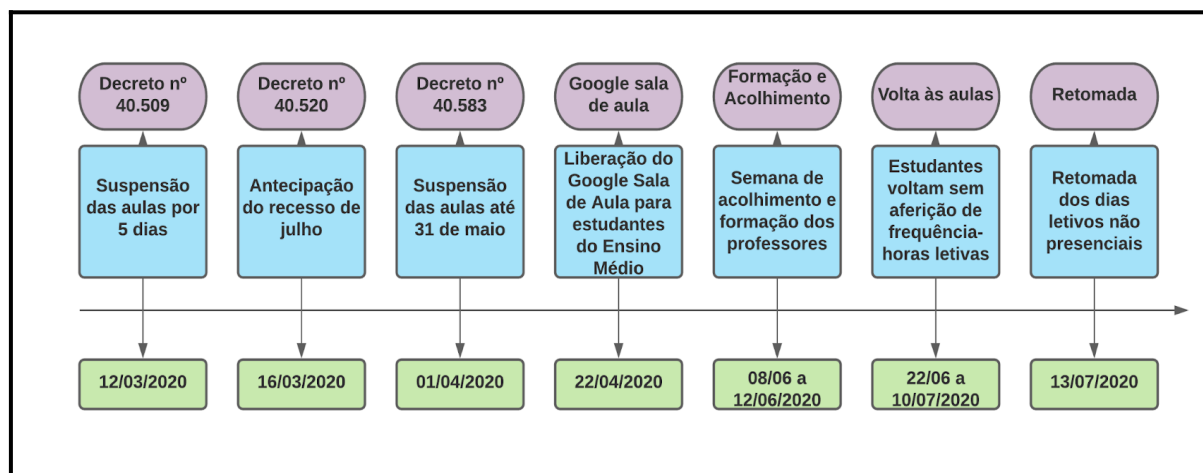 Decreto nº
40.509
Decreto nº
40.520
Decreto nº
40.583
Google sala
de aula
Formação e
Acolhimento
Volta às aulas
Retomada
Suspensão
das aulas por
5 dias
Antecipação
do recesso de
julho
Suspensão
das aulas até
31 de maio
Liberação do
Google Sala
de Aula para
estudantes
do Ensino
Médio
Semana de
acolhimento e
formação dos
professores
Estudantes
voltam sem
aferição de
frequência-
horas letivas
Retomada
dos dias
letivos não
presenciais
12/03/2020
16/03/2020
01/04/2020
22/04/2020
08/06 a
12/06/2020
22/06 a
10/07/2020
13/07/2020